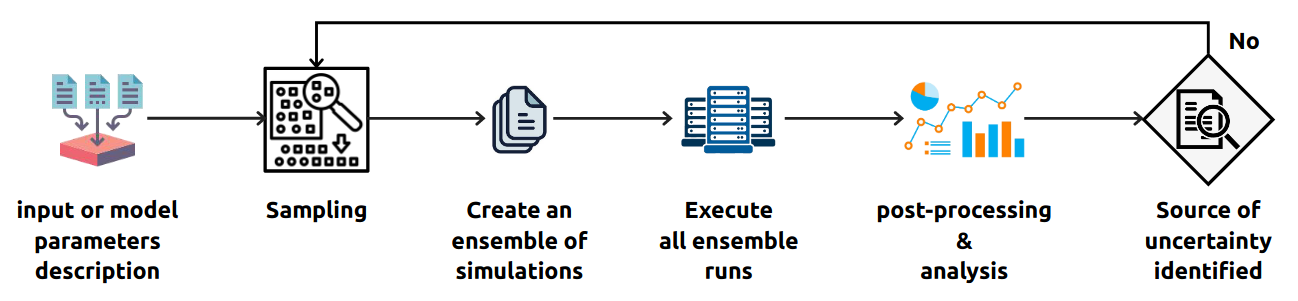 No
input or model
parameters
description
Sampling
Create an
ensemble of
simulations
Execute
all ensemble
runs
post-processing
&
analysis
Source of
uncertainty
identified